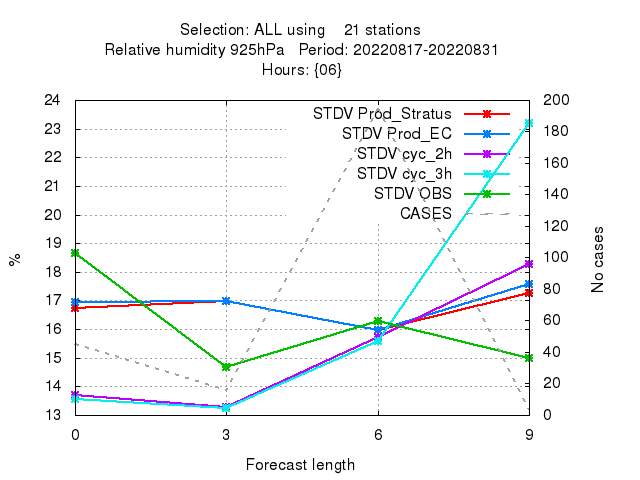 Selection: ALL using    21 stations
Relative humidity 925hPa   Period: 20220817-20220831
Hours: {06}
24
23
22
21
20
19
18
17
16
15
14
13
200
180
160
140
120
100
80
60
40
20
0
%
No cases
STDV Prod_Stratus
STDV Prod_EC
STDV cyc_2h
STDV cyc_3h
STDV OBS
CASES
0 3 6 9
Forecast length